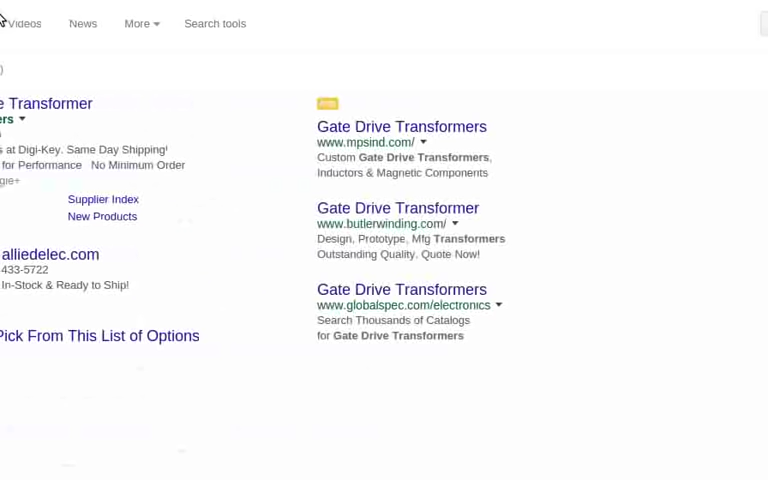 Videos News More Search tools
)
e Transformer
ers
s at Digi-Key. Same Day Shipping!
for Performance No Minimum Order
gle+
Supplier Index
New Products
alliedelec.com
433-5722
In-Stock & Ready to Ship!
Pick From This List of Options
Ads
Gate Drive Transformers
www.mpsind.com/
Custom Gate Drive Transformers,
Inductors & Magnetic Components
Gate Drive Transformer
www.butlerwinding.com/
Design, Prototype, Mfg Transformers
Outstanding Quality, Quote Now!
Gate Drive Transformers
www.globalspec.com/electronics
Search Thousands of Catalogs
for Gate Drive Transformers